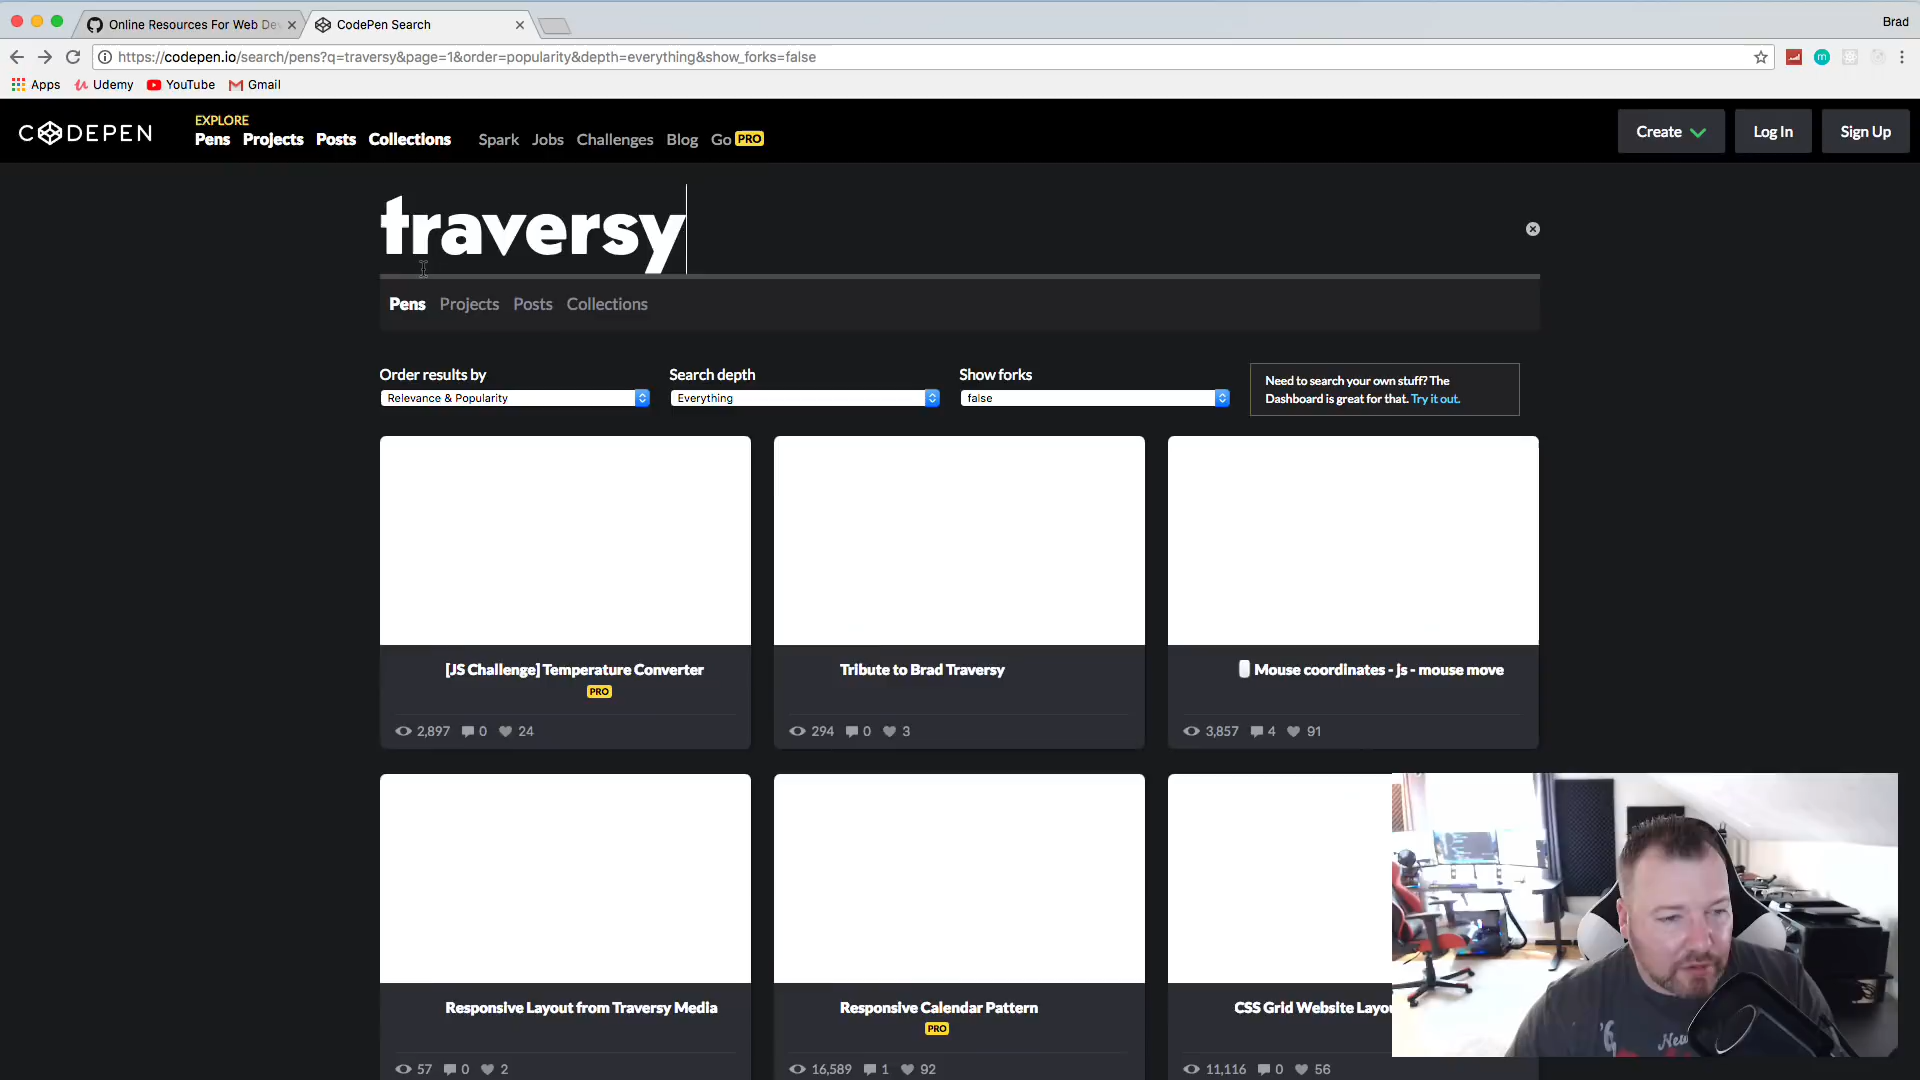 Online Resources For Web De
CodePen Search
Brad
https://codepen.io/search/pens?q=traversy&page=1&order=popularity&depth=everything&show_forks=false
Apps
Udemy
YouTube
Gmail
CODEPEN
EXPLORE
Pens Projects Posts Collections Spark Jobs Challenges Blog Go PRO
Create
Log In
Sign Up
traversy
Pens Projects Posts Collections
Order results by
Relevance & Popularity
Search depth
Everything
Show forks
false
Need to search your own stuff? The
Dashboard is great for that. Try it out.
[JS Challenge] Temperature Converter
PRO
2,897 0 24
Tribute to Brad Traversy
294 0 3
Mouse coordinates - js - mouse move
3,857 4 91
Responsive Layout from Traversy Media
57 0 2
Responsive Calendar Pattern
PRO
16,589 1 92
CSS Grid Website Layou
11,116 0 56